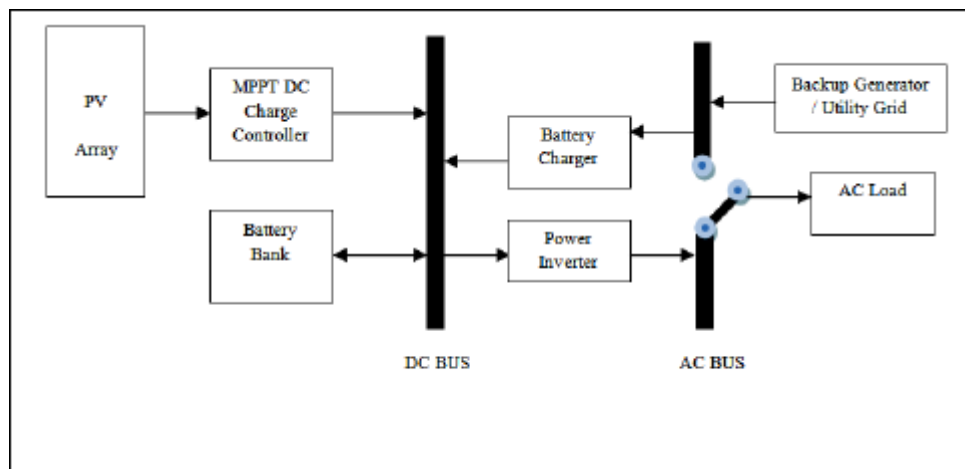 PV
Array
MPPT DC
Charge
Controller
Battery
Bank
Battery
Charger
Power
Inverter
Backup Generator
/ Utility Grid
AC Load
DC BUS
AC BUS